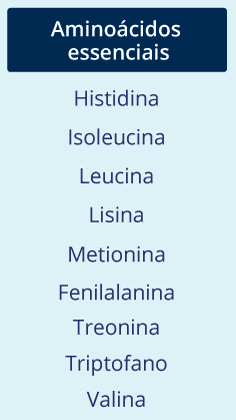 Aminoácidos
essenciais
Histidina
Isoleucina
Leucina
Lisina
Metionina
Fenilalanina
Treonina
Triptofano
Valina